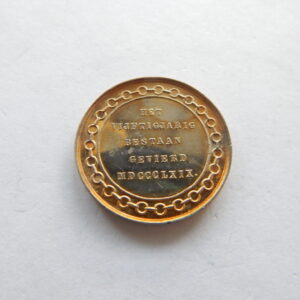 HET
VIJFTIGJARIG
BESTAAN
GEVIERD
MDCCCLXIX.